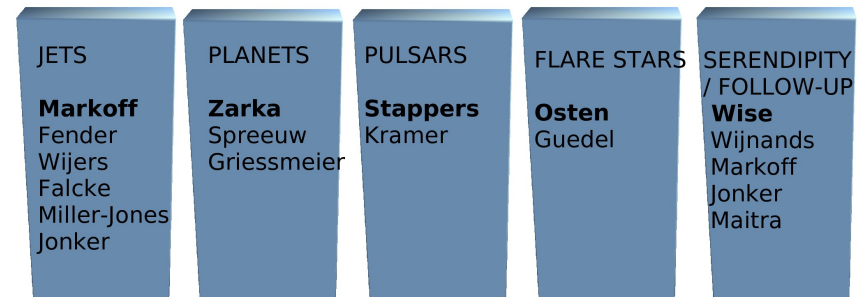 JETS
Markoff
Fender
Wijers
Falcke
Miller-Jones
Jonker
PLANETS
Zarka
Spreeuw
Griessmeier
PULSARS
Stappers
Kramer
FLARE STARS
Osten
Guedel
SERENDIPITY
/ FOLLOW-UP
Wise
Wijnands
Markoff
Jonker
Maitra